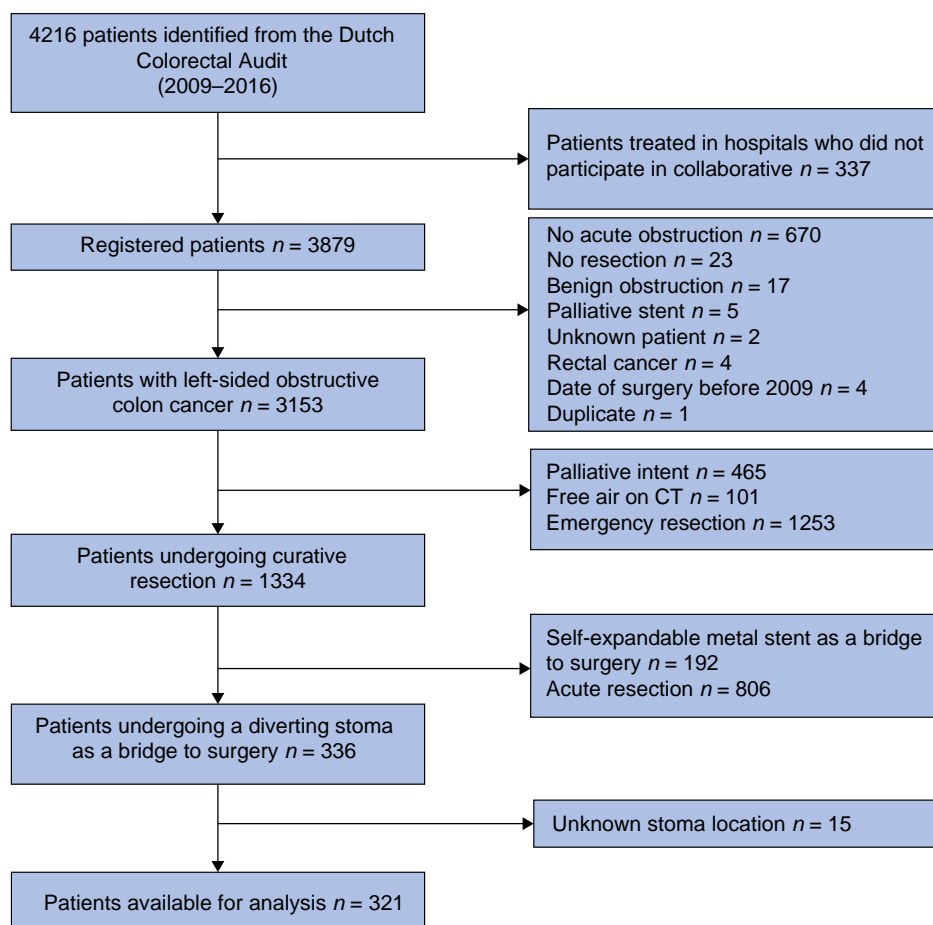 4216 patients identified from the Dutch
Colorectal Audit
(2009–2016)
Patients treated in hospitals who did not
participate in collaborative n = 337
Registered patients n = 3879
No acute obstruction n = 670
No resection n = 23
Benign obstruction n = 17
Palliative stent n = 5
Unknown patient n = 2
Rectal cancer n = 4
Date of surgery before 2009 n = 4
Duplicate n = 1
Patients with left-sided obstructive
colon cancer n = 3153
Palliative intent n = 465
Free air on CT n = 101
Emergency resection n = 1253
Patients undergoing curative
resection n = 1334
Self-expandable metal stent as a bridge
to surgery n = 192
Acute resection n = 806
Patients undergoing a diverting stoma
as a bridge to surgery n = 336
Unknown stoma location n = 15
Patients available for analysis n = 321